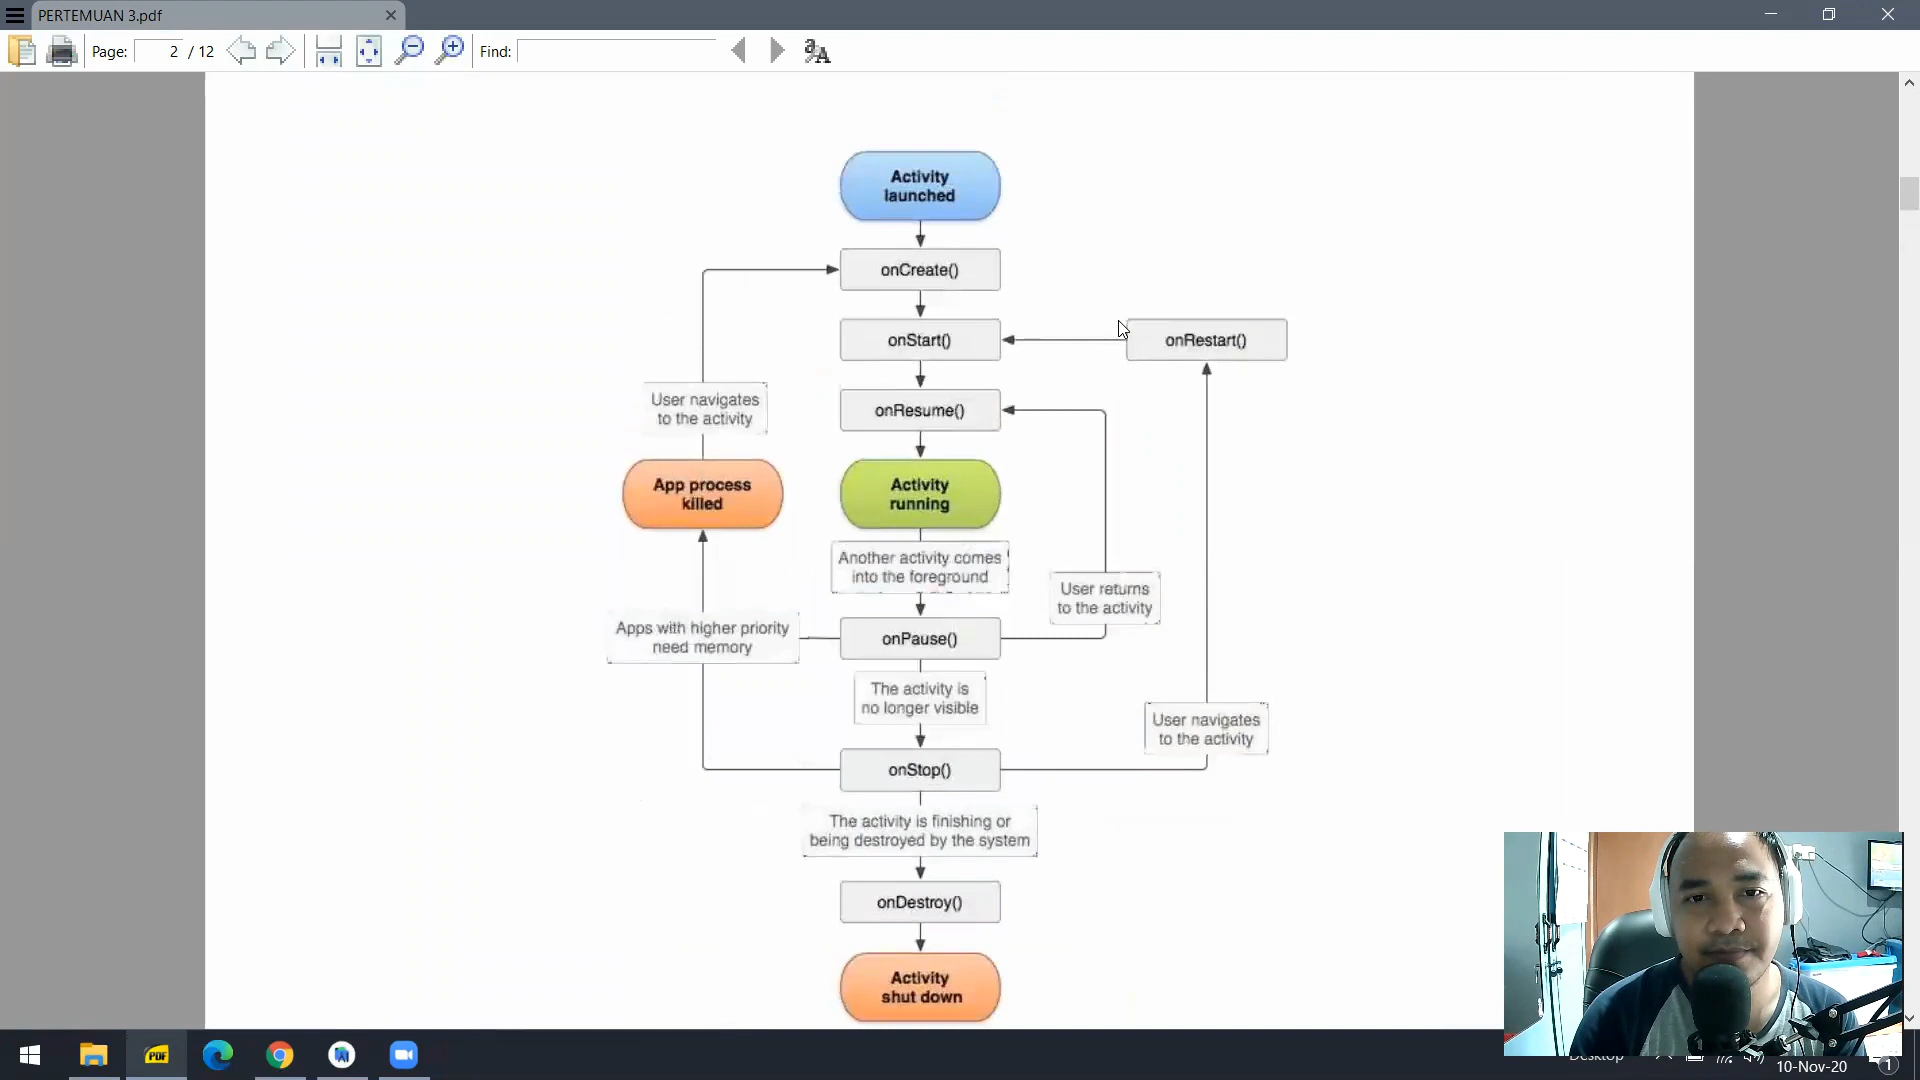 PERTEMUAN 3.pdf
Page: 2 / 12 Find:
Activity
launched
onCreate()
onStart()
onRestart()
User navigates
to the activity
onResume()
App process
killed
Activity
running
Another activity comes
into the foreground
User returns
to the activity
Apps with higher priority
need memory
onPause()
The activity is
no longer visible
User navigates
to the activity
onStop()
The activity is finishing or
being destroyed by the system
onDestroy()
Activity
shut down
PDF
Desktop
10-Nov-20
1